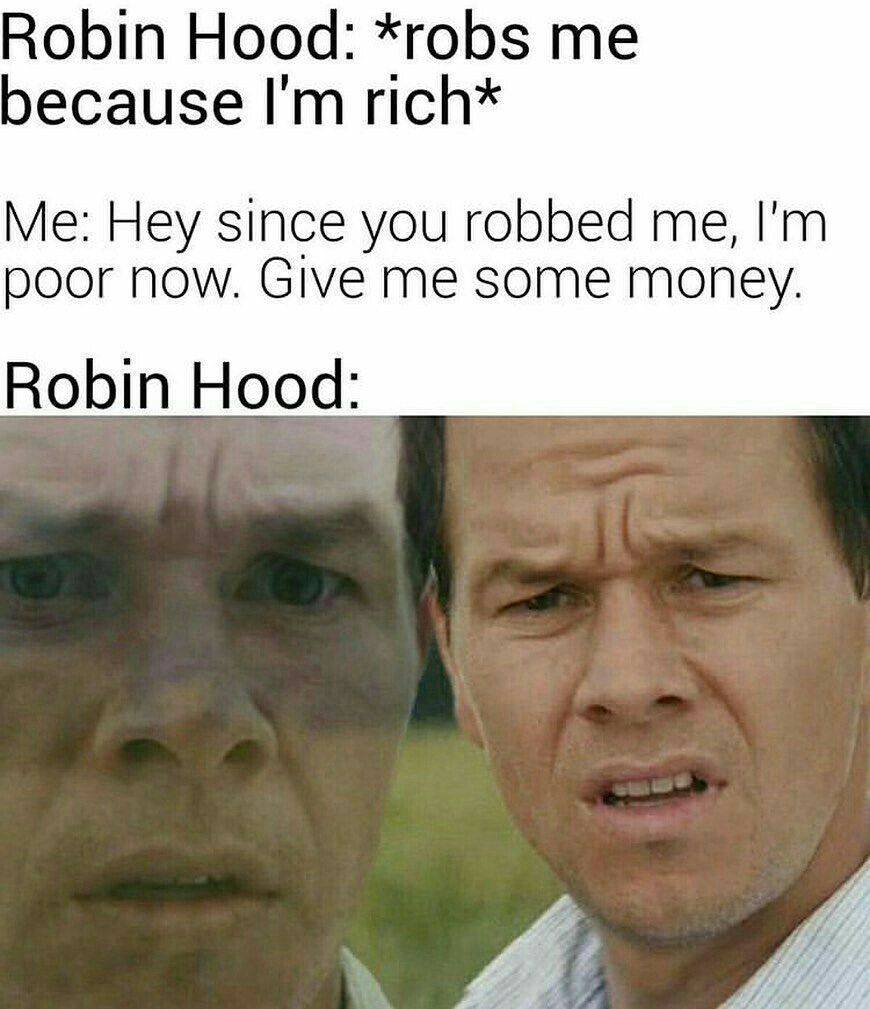 Robin Hood: *robs me
because I'm rich*
Me: Hey since you robbed me, I'm
poor now. Give me some money.
Robin Hood: